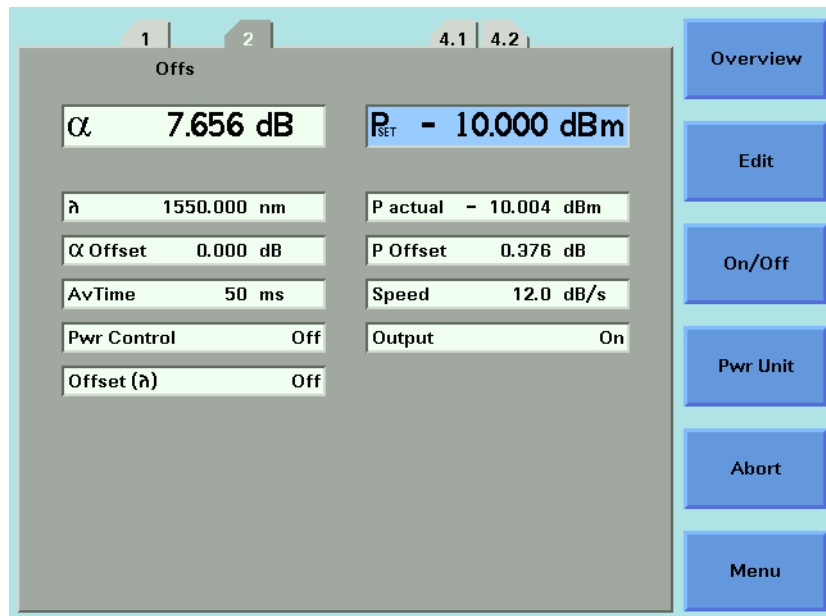 1 2 4.1 4.2
Offs
α 7.656 dB
PSET - 10.000 dBm
λ 1550.000 nm
P actual - 10.004 dBm
α Offset 0.000 dB
P Offset 0.376 dB
AvTime 50 ms
Speed 12.0 dB/s
Pwr Control Off
Output On
Offset (λ) Off
Overview
Edit
On/Off
Pwr Unit
Abort
Menu